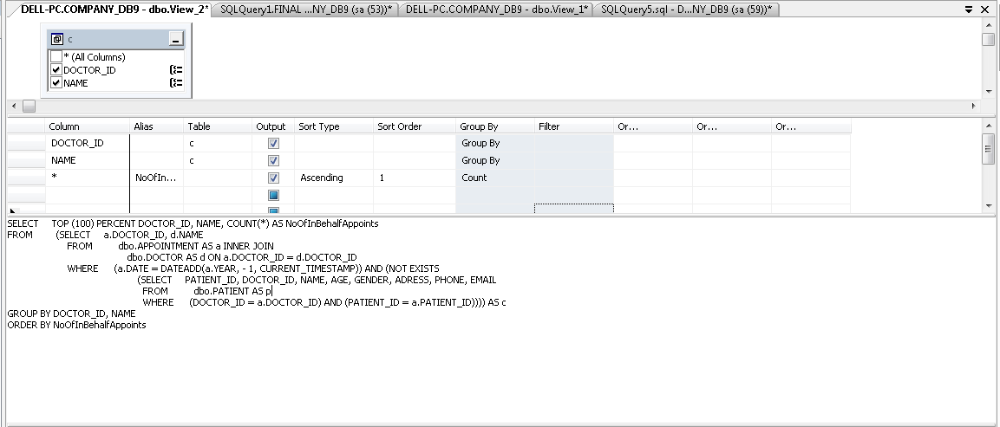 DELL-PC.COMPANY_DB9 - dbo.View_2* SQLQuery1.FINAL ...NY_DB9 (sa (53))* DELL-PC.COMPANY_DB9 - dbo.View_1* SQLQuery5.sql - D...NY_DB9 (sa (59))*
c
* (All Columns)
DOCTOR_ID
NAME
Column Alias Table Output Sort Type Sort Order Group By Filter Or... Or... Or...
DOCTOR_ID c Group By
NAME c Group By
* NoOfIn... Ascending 1 Count
SELECT TOP (100) PERCENT DOCTOR_ID, NAME, COUNT(*) AS NoOfInBehalfAppoints
FROM (SELECT a.DOCTOR_ID, d.NAME
FROM dbo.APPOINTMENT AS a INNER JOIN
dbo.DOCTOR AS d ON a.DOCTOR_ID = d.DOCTOR_ID
WHERE (a.DATE = DATEADD(a.YEAR, - 1, CURRENT_TIMESTAMP)) AND (NOT EXISTS
(SELECT PATIENT_ID, DOCTOR_ID, NAME, AGE, GENDER, ADRESS, PHONE, EMAIL
FROM dbo.PATIENT AS p
WHERE (DOCTOR_ID = a.DOCTOR_ID) AND (PATIENT_ID = a.PATIENT_ID)))) AS c
GROUP BY DOCTOR_ID, NAME
ORDER BY NoOfInBehalfAppoints